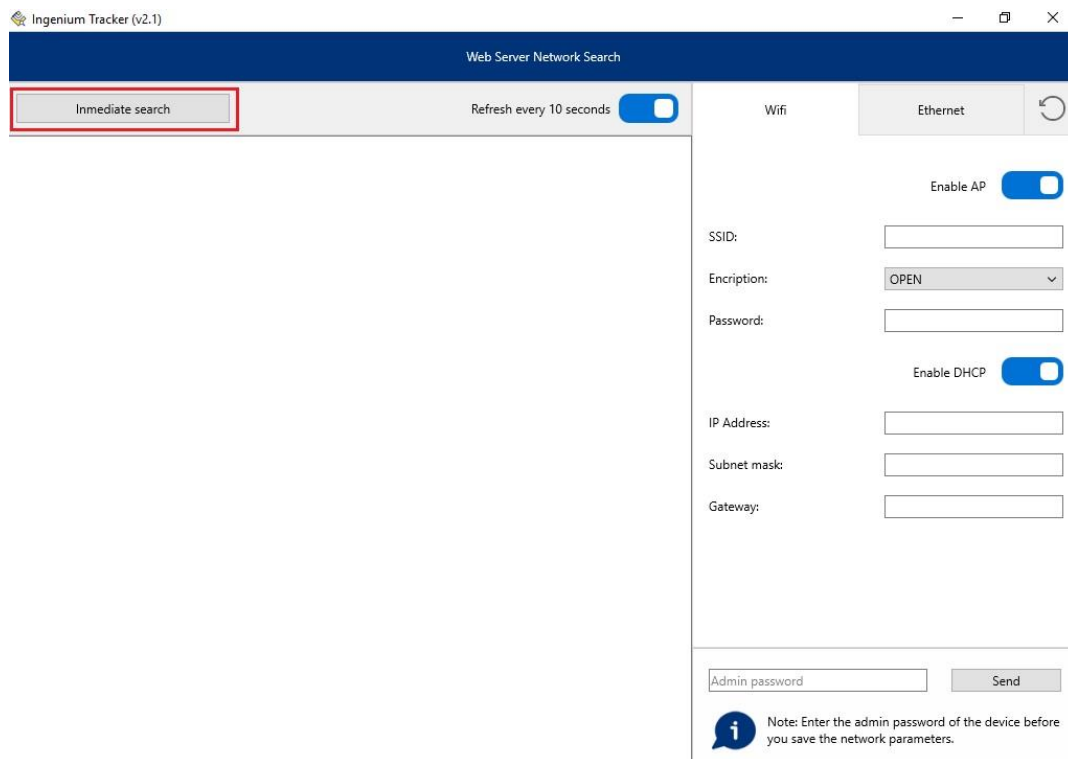 Ingenium Tracker (v2.1)
Web Server Network Search
Inmediate search
Refresh every 10 seconds
Wifi
Ethernet
Enable AP
SSID:
Encription:
OPEN
Password:
Enable DHCP
IP Address:
Subnet mask:
Gateway:
Admin password
Send
i
Note: Enter the admin password of the device before
you save the network parameters.